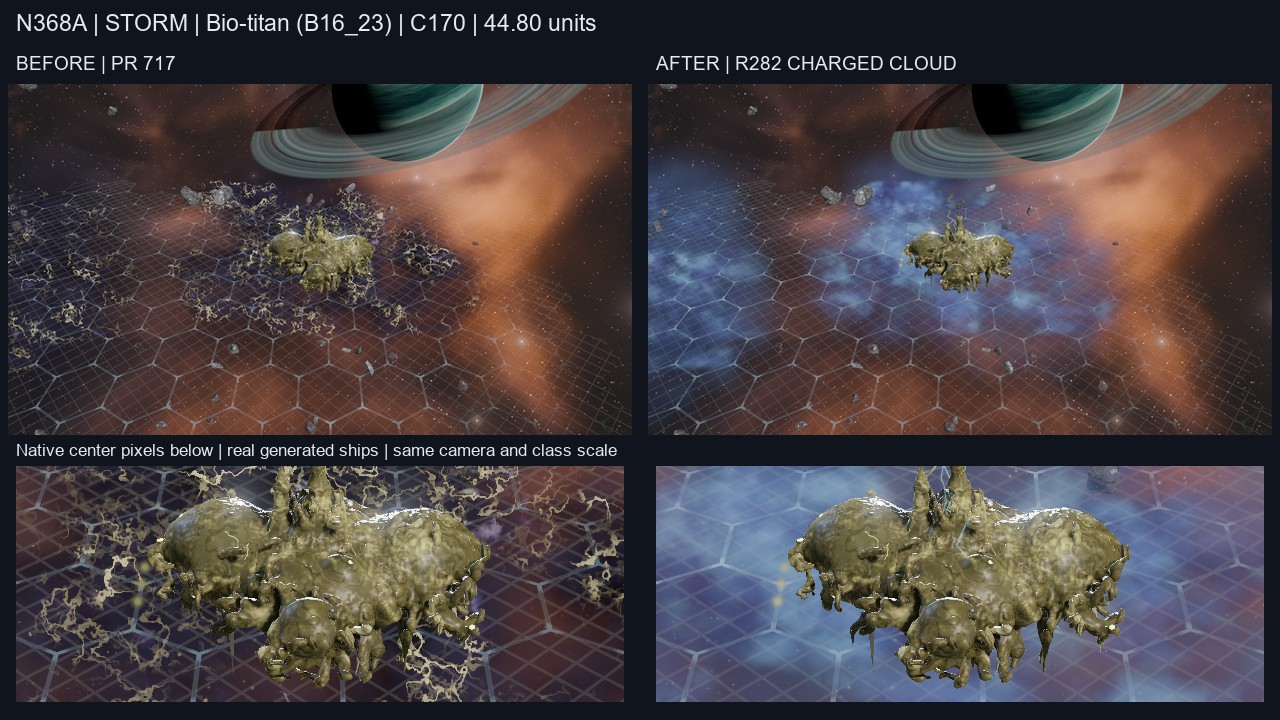 N368A | STORM | Bio-titan (B16_23) | C170 | 44.80 units
BEFORE | PR 717
AFTER | R282 CHARGED CLOUD
Native center pixels below | real generated ships | same camera and class scale